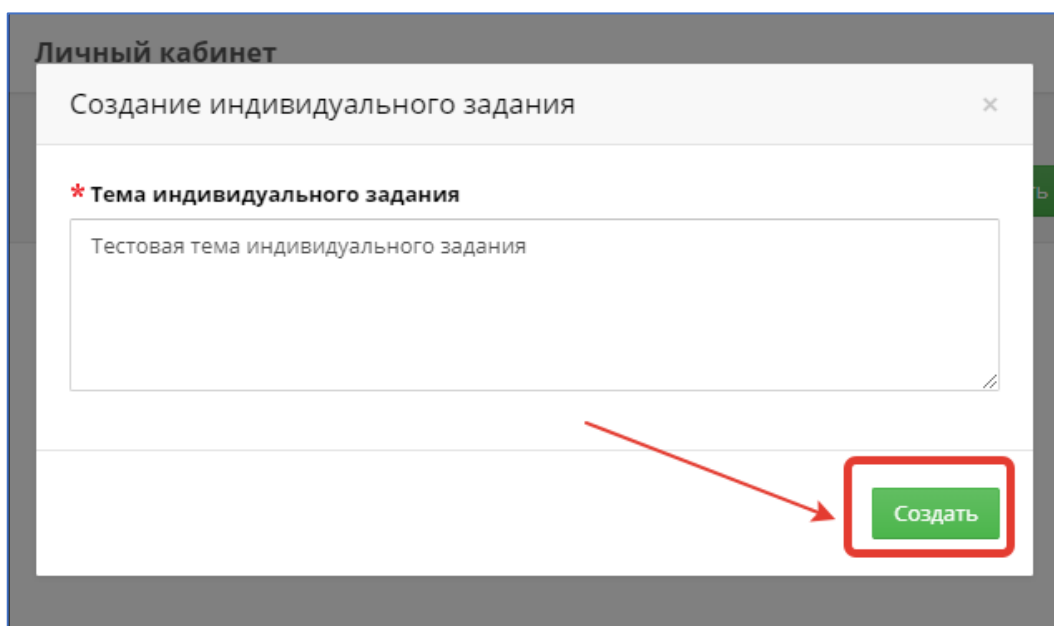 Личный кабинет
Создание индивидуального задания
×
* Тема индивидуального задания
Тестовая тема индивидуального задания
Создать